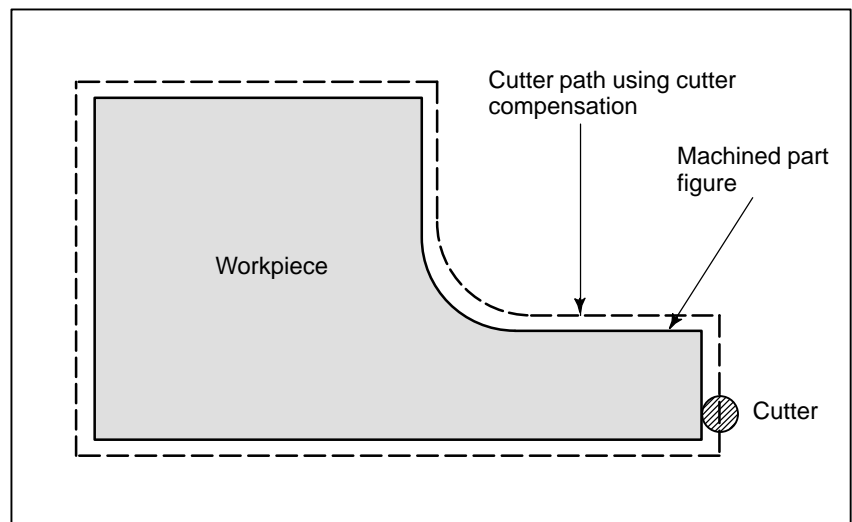 Cutter path using cutter
compensation
Machined part
figure
Workpiece
Cutter